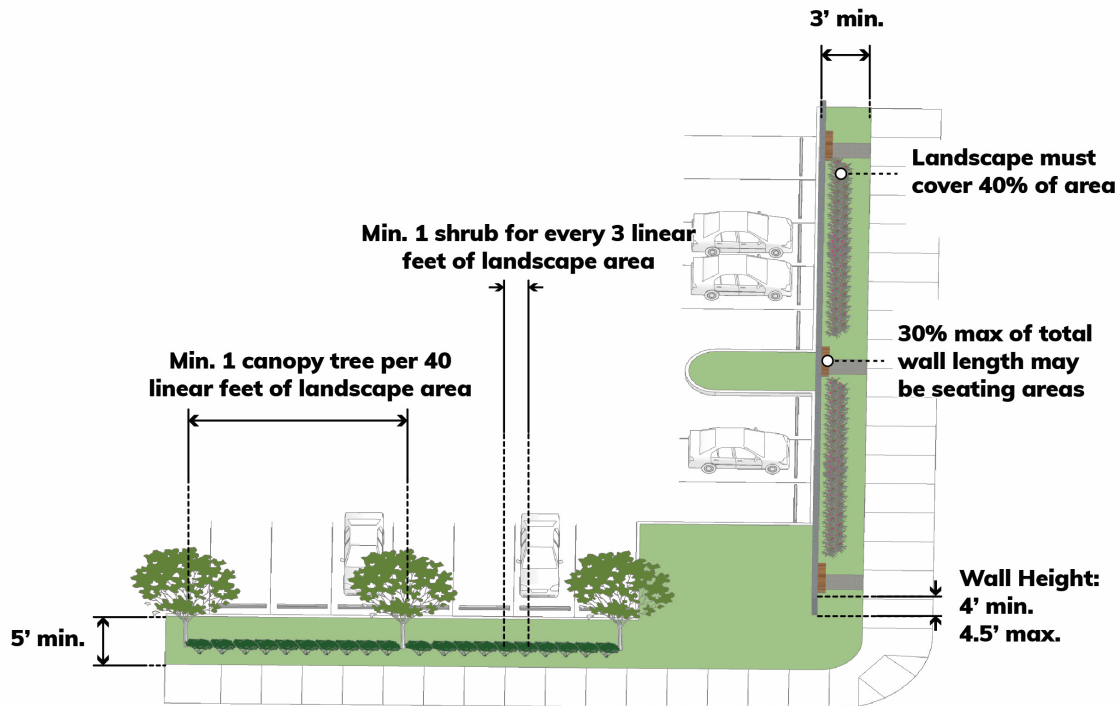 3’ min.
Landscape must
cover 40% of area
Min. 1 shrub for every 3 linear
feet of landscape area
30% max of total
wall length may
be seating areas
Min. 1 canopy tree per 40
linear feet of landscape area
Wall Height:
4’ min.
4.5’ max.
5’ min.